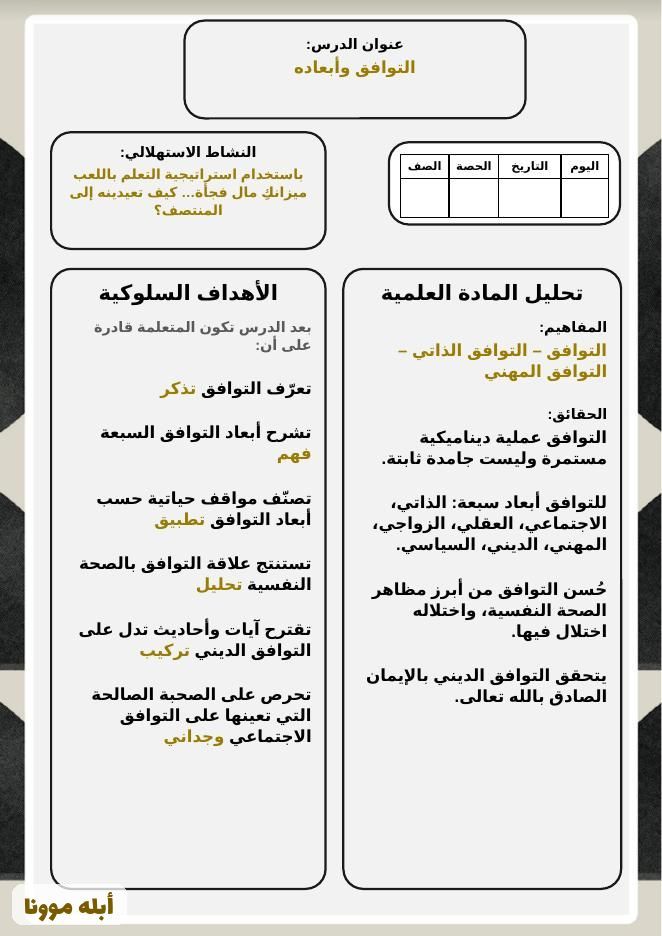 عنوان الدرس:
التوافق وأبعاده
اليوم التاريخ الحصة الصف
النشاط الاستهلالي:
باستخدام استراتيجية التعلم باللعب
ميزانكِ مال فجأة... كيف تعيدينه إلى
المنتصف؟
تحليل المادة العلمية
المفاهيم:
التوافق – التوافق الذاتي –
التوافق المهني
الحقائق:
التوافق عملية ديناميكية
مستمرة وليست جامدة ثابتة.
للتوافق أبعاد سبعة: الذاتي،
الاجتماعي، العقلي، الزواجي،
المهني، الديني، السياسي.
حُسن التوافق من أبرز مظاهر
الصحة النفسية، واختلاله
اختلال فيها.
يتحقق التوافق الديني بالإيمان
الصادق بالله تعالى.
الأهداف السلوكية
بعد الدرس تكون المتعلمة قادرة
على أن:
تعرّف التوافق تذكر
تشرح أبعاد التوافق السبعة
فهم
تصنّف مواقف حياتية حسب
أبعاد التوافق تطبيق
تستنتج علاقة التوافق بالصحة
النفسية تحليل
تقترح آيات وأحاديث تدل على
التوافق الديني تركيب
تحرص على الصحبة الصالحة
التي تعينها على التوافق
الاجتماعي وجداني
أبله موونا